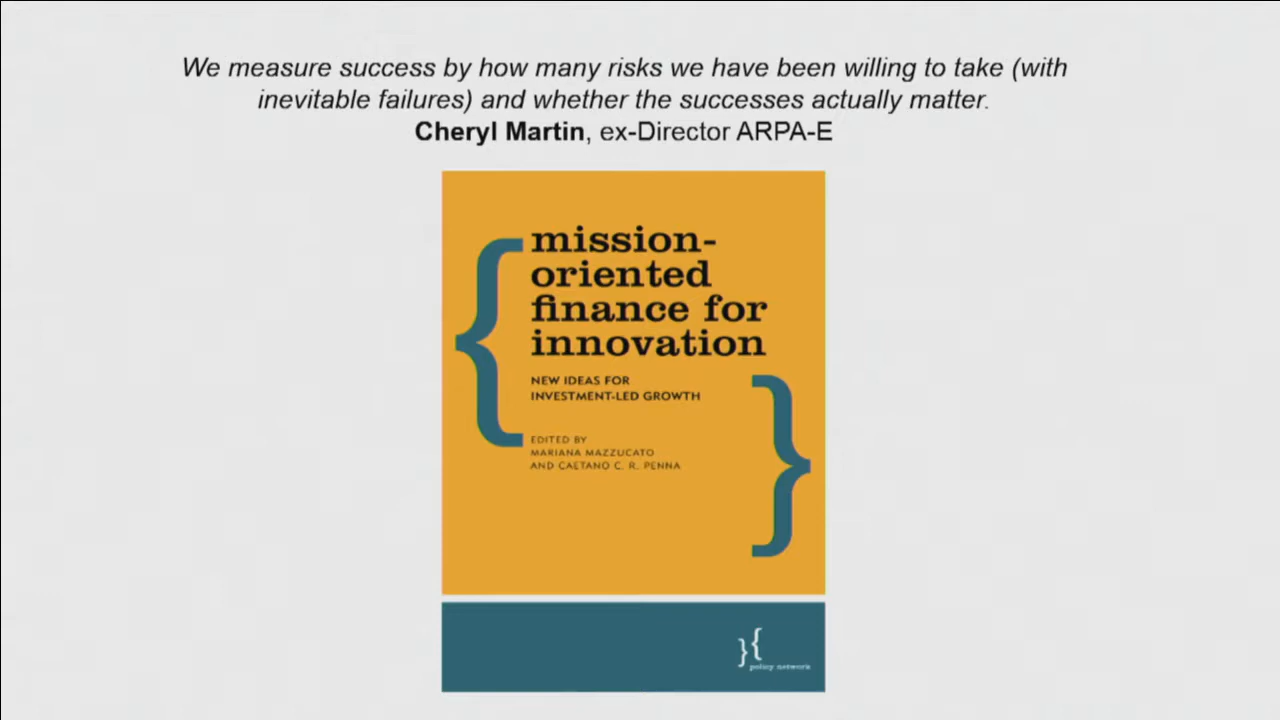 We measure success by how many risks we have been willing to take (with
inevitable failures) and whether the successes actually matter.
Cheryl Martin, ex-Director ARPA-E
mission-
oriented
finance for
innovation
NEW IDEAS FOR
INVESTMENT-LED GROWTH
EDITED BY
MARIANA MAZZUCATO
AND CAETANO C. R. PENNA
policy network